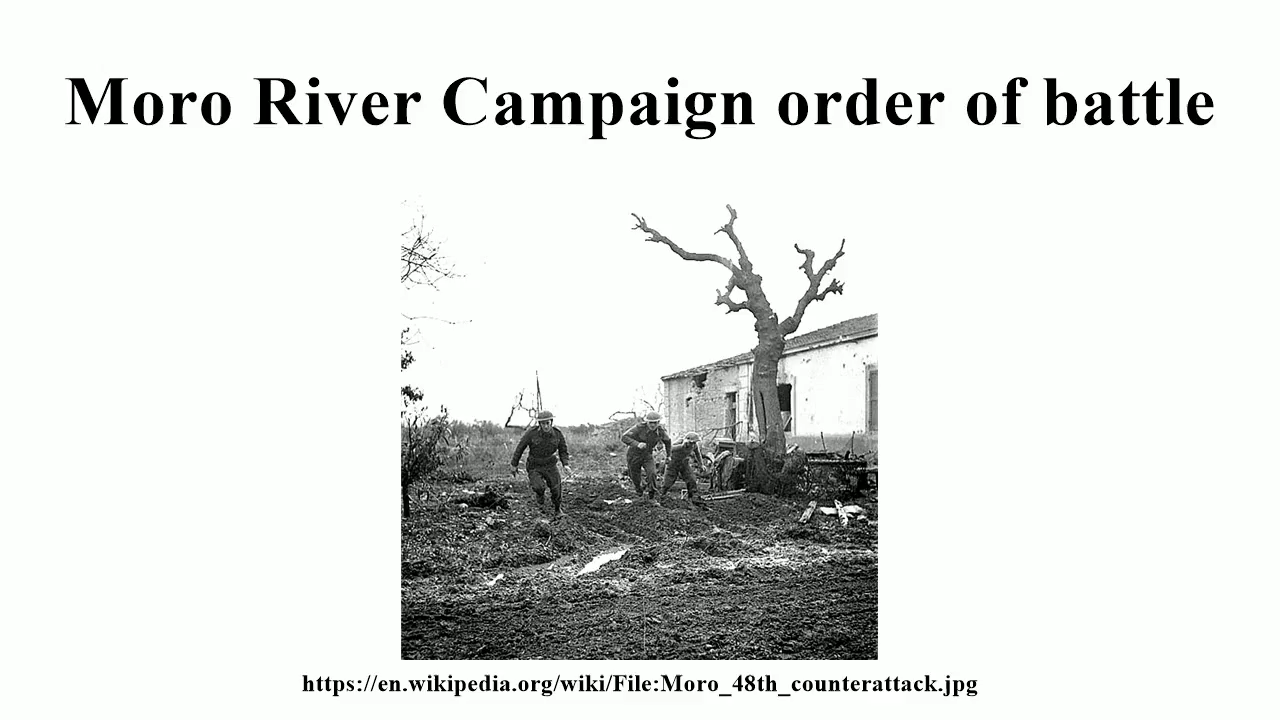 Moro River Campaign order of battle
https://en.wikipedia.org/wiki/File:Moro_48th_counterattack.jpg